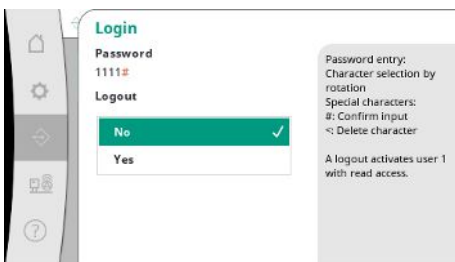 Login
Password
1111#
Logout
No
Yes
Password entry:
Character selection by
rotation
Special characters:
#: Confirm input
<: Delete character
A logout activates user 1
with read access.